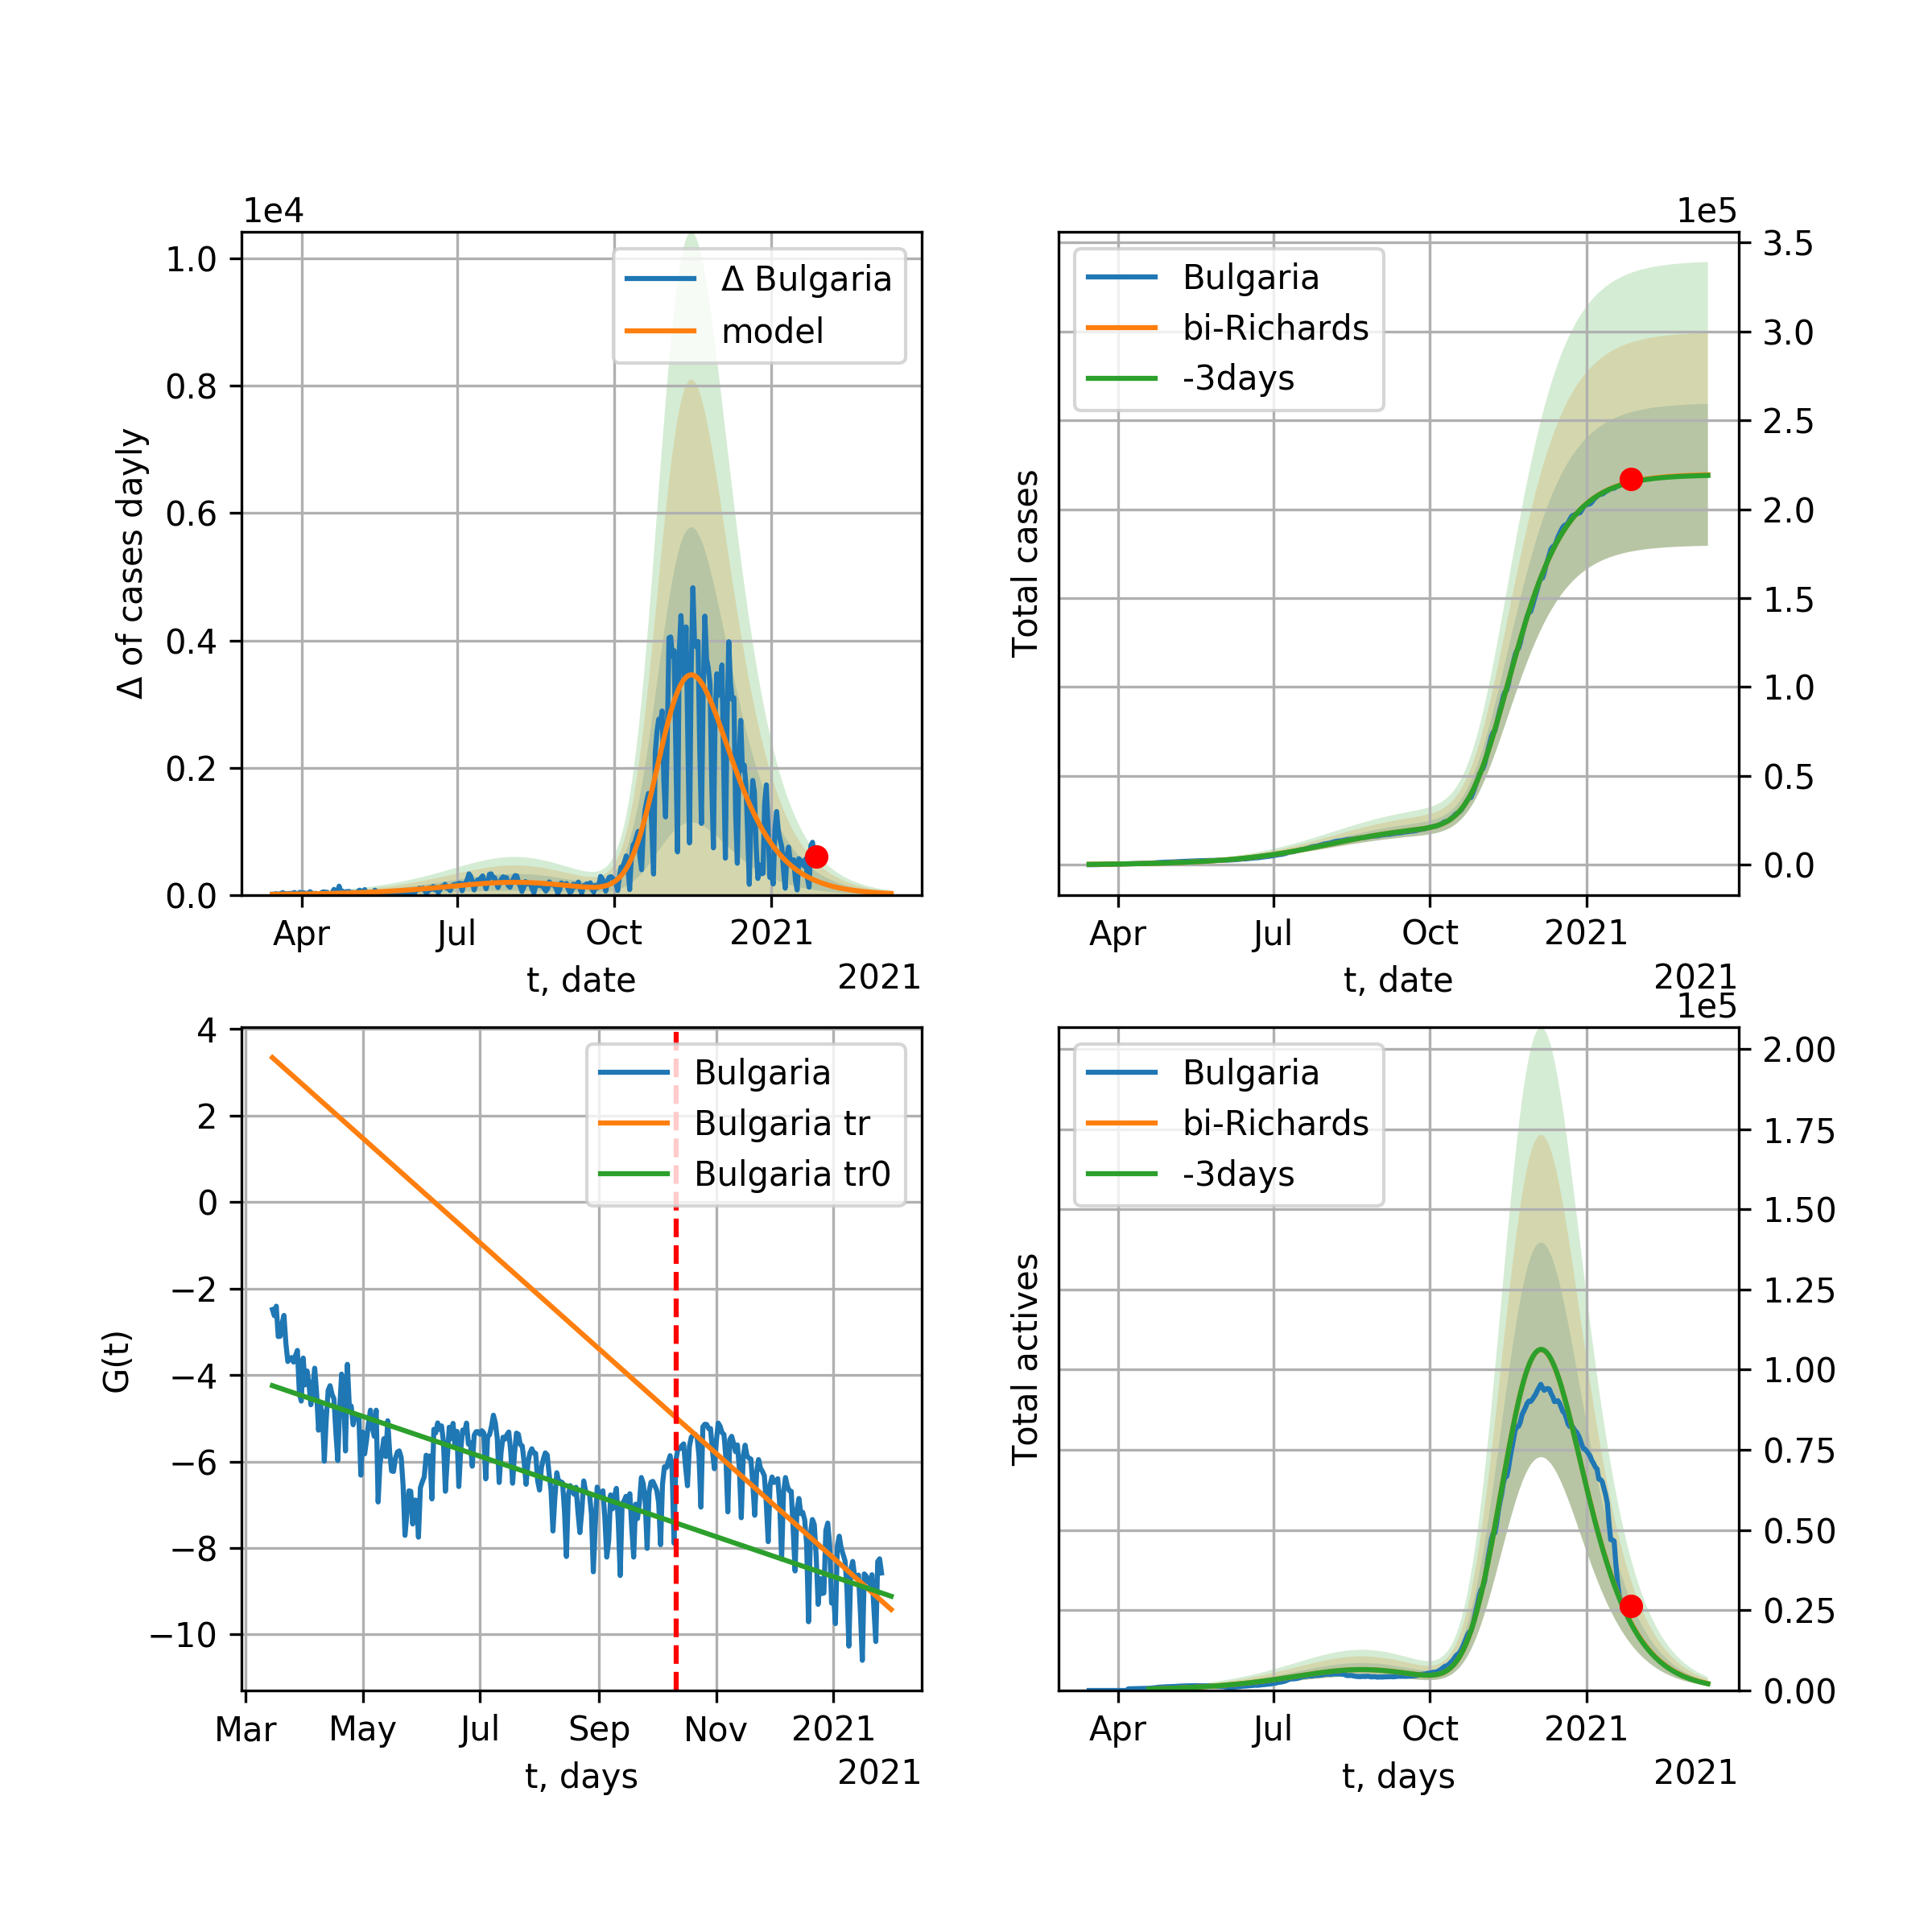 1e4
Δ of cases dayly
1.0
0.8
0.6
0.4
0.2
0.0
Δ Bulgaria
model
Apr Jul Oct 2021
t, date
2021
1e5
Total cases
Bulgaria
bi-Richards
-3days
3.5
3.0
2.5
2.0
1.5
1.0
0.5
0.0
Apr Jul Oct 2021
t, date
2021
G(t)
4
2
0
−2
−4
−6
−8
−10
Bulgaria
Bulgaria tr
Bulgaria tr0
Mar May Jul Sep Nov 2021
t, days
2021
1e5
Total actives
Bulgaria
bi-Richards
-3days
2.00
1.75
1.50
1.25
1.00
0.75
0.50
0.25
0.00
Apr Jul Oct 2021
t, days
2021